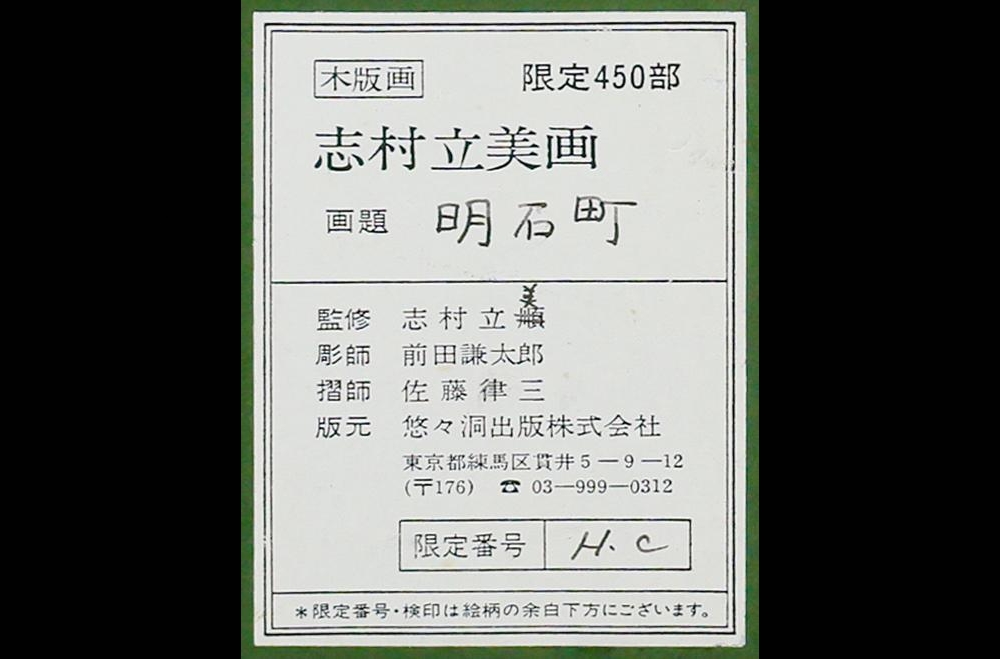 木版画 限定450部
志村立美画
画題 明石町
美
監修 志村立順
彫師 前田謙太郎
摺師 佐藤律三
版元 悠々洞出版株式会社
東京都練馬区貫井5―9―12
(〒176) ☎ 03―999―0312
限定番号 H.C
*限定番号・検印は絵柄の余白下方にございます。